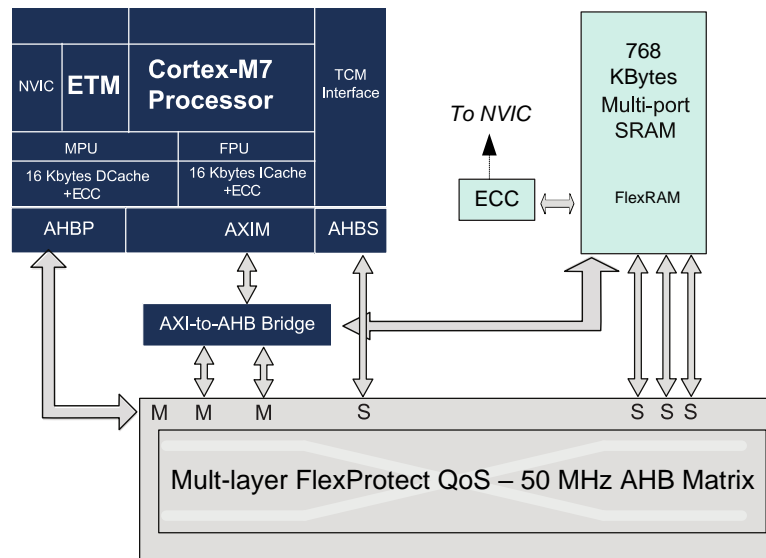 NVIC
ETM
Cortex-M7
Processor
TCM
Interface
MPU
FPU
16 Kbytes DCache
+ECC
16 Kbytes ICache
+ECC
AHBP
AXIM
AHBS
AXI-to-AHB Bridge
To NVIC
ECC
768
KBytes
Multi-port
SRAM
FlexRAM
M M M S S S S
Mult-layer FlexProtect QoS – 50 MHz AHB Matrix